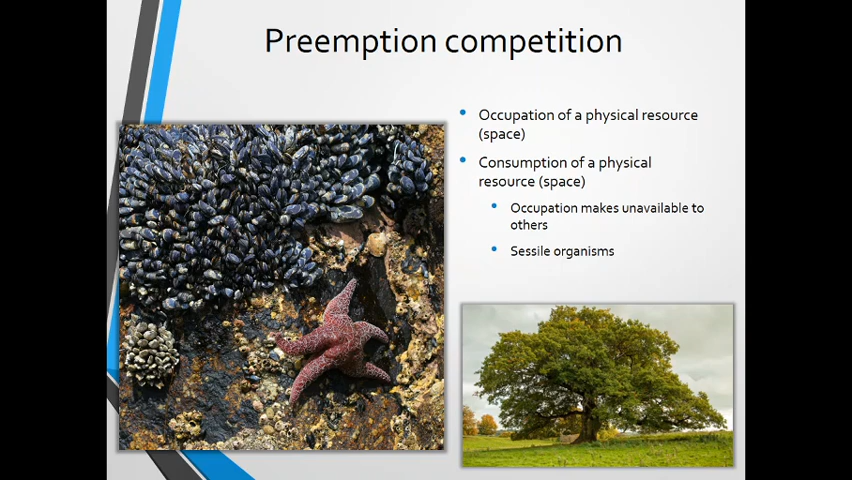 Preemption competition
• Occupation of a physical resource
(space)
• Consumption of a physical
resource (space)
• Occupation makes unavailable to
others
• Sessile organisms